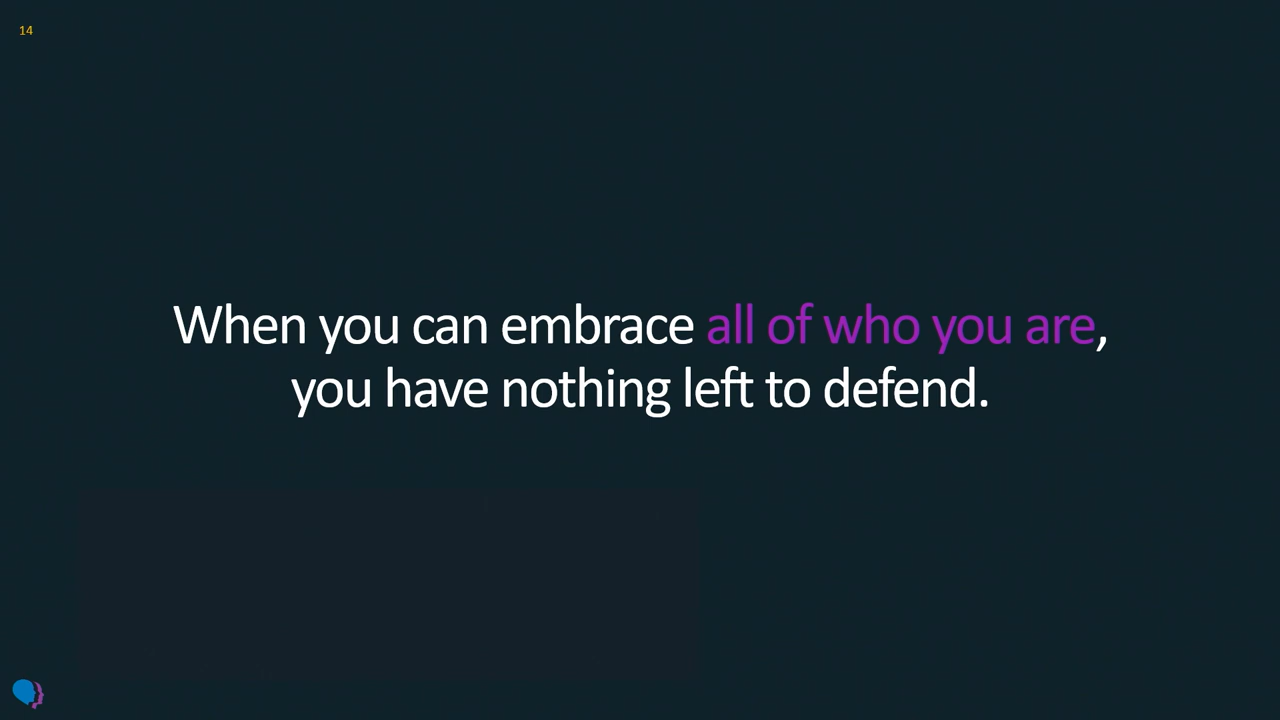 14
When you can embrace all of who you are,
you have nothing left to defend.